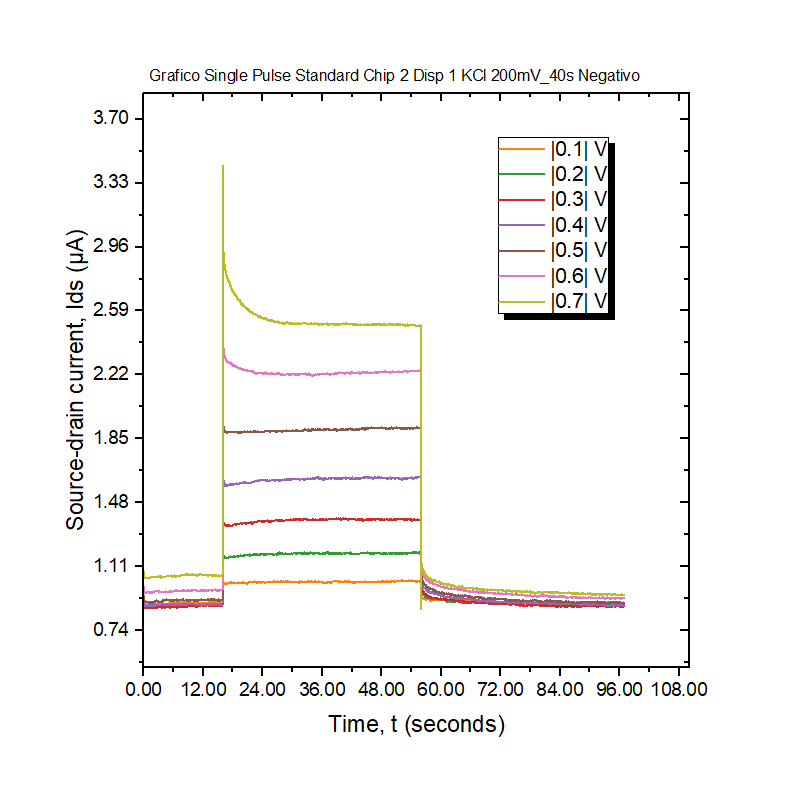 Grafico Single Pulse Standard Chip 2 Disp 1 KCl 200mV_40s Negativo
3.70
3.33
2.96
2.59
2.22
1.85
1.48
1.11
0.74
Source-drain current, Ids (µA)
|0.1| V
|0.2| V
|0.3| V
|0.4| V
|0.5| V
|0.6| V
|0.7| V
0.00 12.00 24.00 36.00 48.00 60.00 72.00 84.00 96.00 108.00
Time, t (seconds)